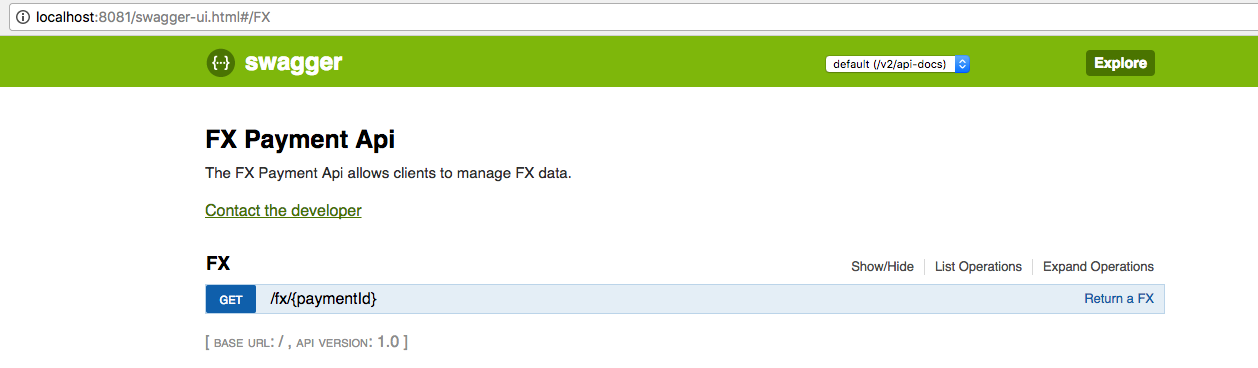 localhost:8081/swagger-ui.html#/FX
{··} swagger default (/v2/api-docs) Explore
FX Payment Api
The FX Payment Api allows clients to manage FX data.
Contact the developer
FX Show/Hide List Operations Expand Operations
GET /fx/{paymentId} Return a FX
[ BASE URL: / , API VERSION: 1.0 ]